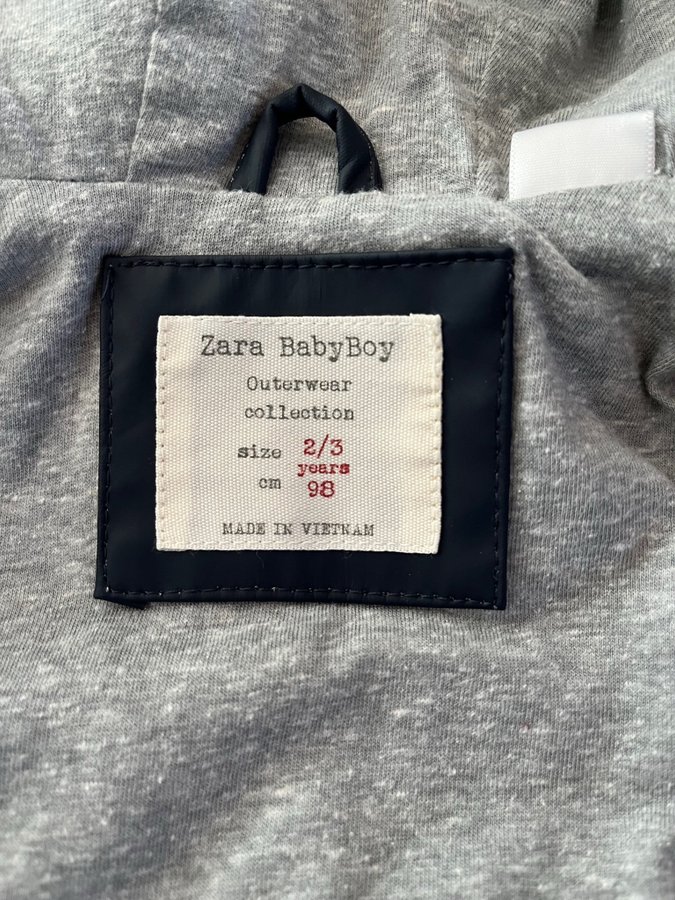 Zara BabyBoy
Outerwear
collection
size 2/3
years
cm 98
MADE IN VIETNAM